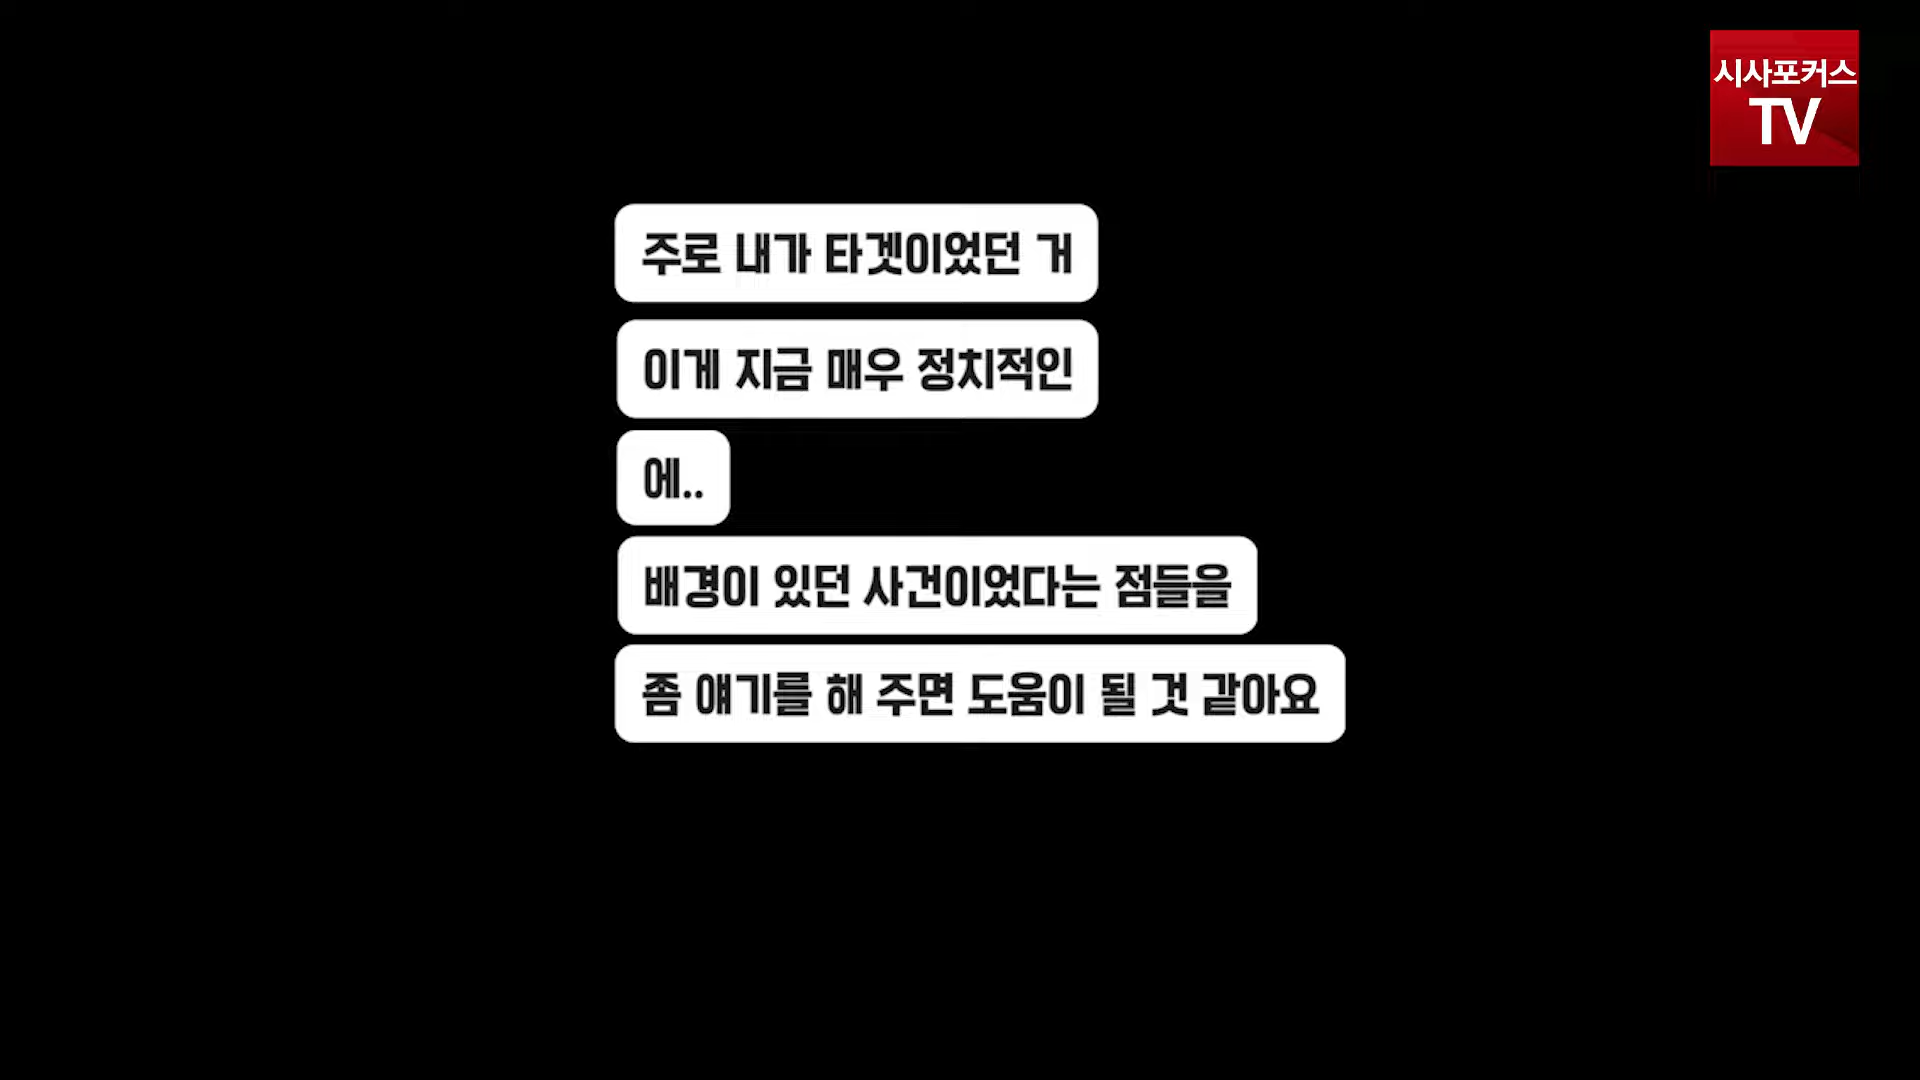 시사포커스
TV
주로 내가 타겟이었던 거
이게 지금 매우 정치적인
에..
배경이 있던 사건이었다는 점들을
좀 얘기를 해 주면 도움이 될 것 같아요